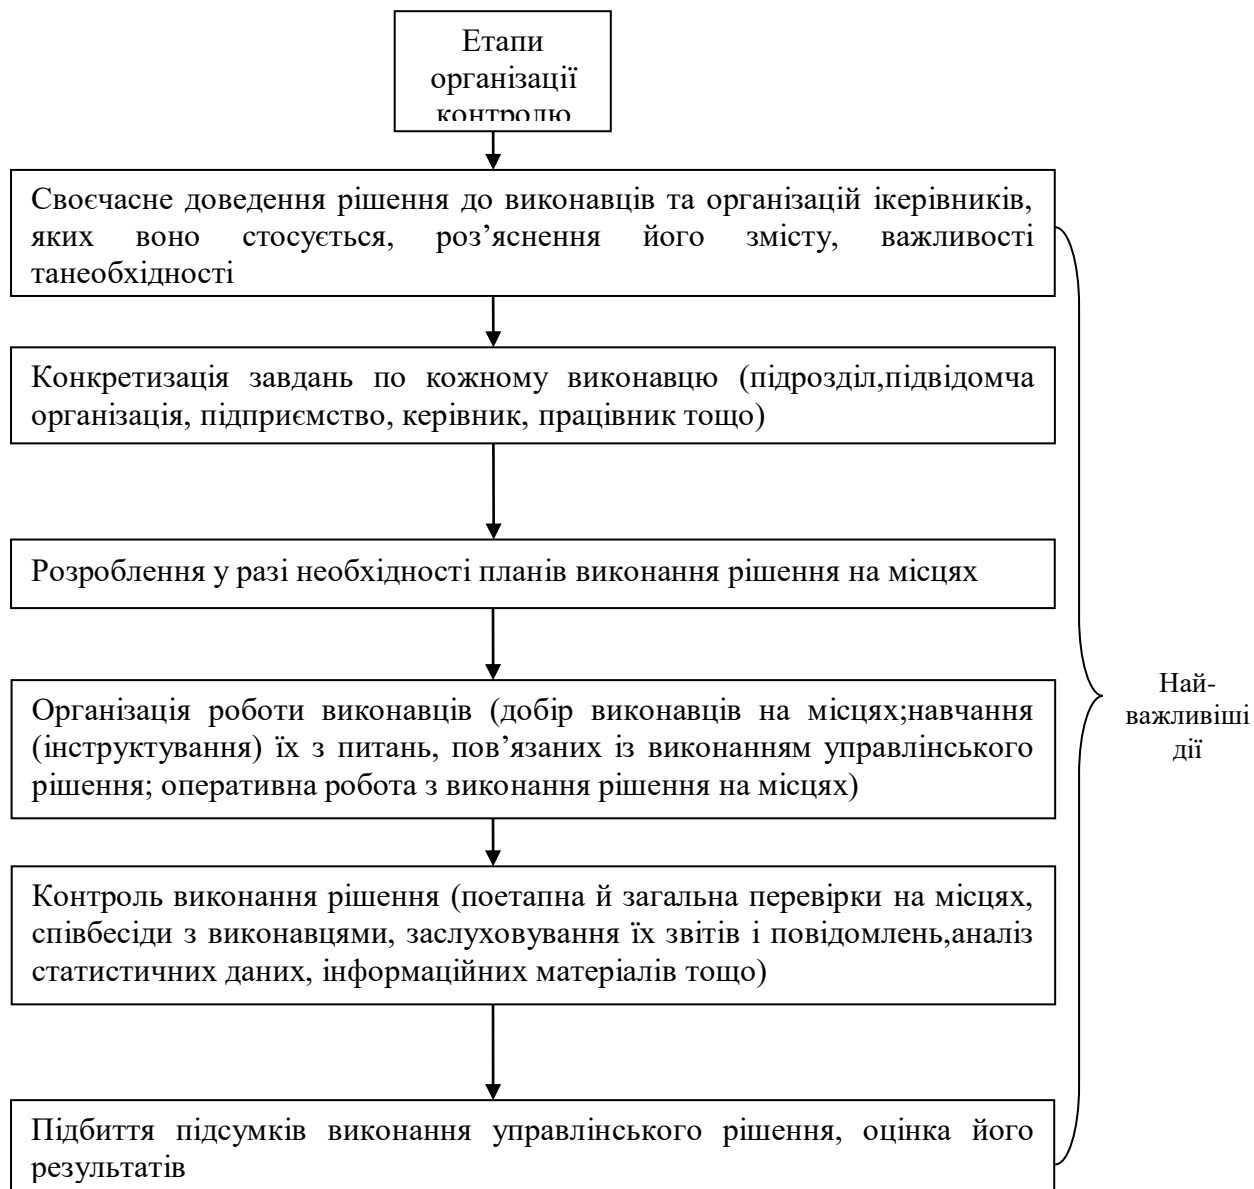 Етапи
організації
контролю
Своєчасне доведення рішення до виконавців та організацій ікерівників,
яких воно стосується, роз’яснення його змісту, важливості
танеобхідності
Конкретизація завдань по кожному виконавцю (підрозділ,підвідомча
організація, підприємство, керівник, працівник тощо)
Розроблення у разі необхідності планів виконання рішення на місцях
Організація роботи виконавців (добір виконавців на місцях;навчання
(інструктування) їх з питань, пов’язаних із виконанням управлінського
рішення; оперативна робота з виконання рішення на місцях)
Контроль виконання рішення (поетапна й загальна перевірки на місцях,
співбесіди з виконавцями, заслуховування їх звітів і повідомлень,аналіз
статистичних даних, інформаційних матеріалів тощо)
Підбиття підсумків виконання управлінського рішення, оцінка його
результатів
Най-
важливіші
дії